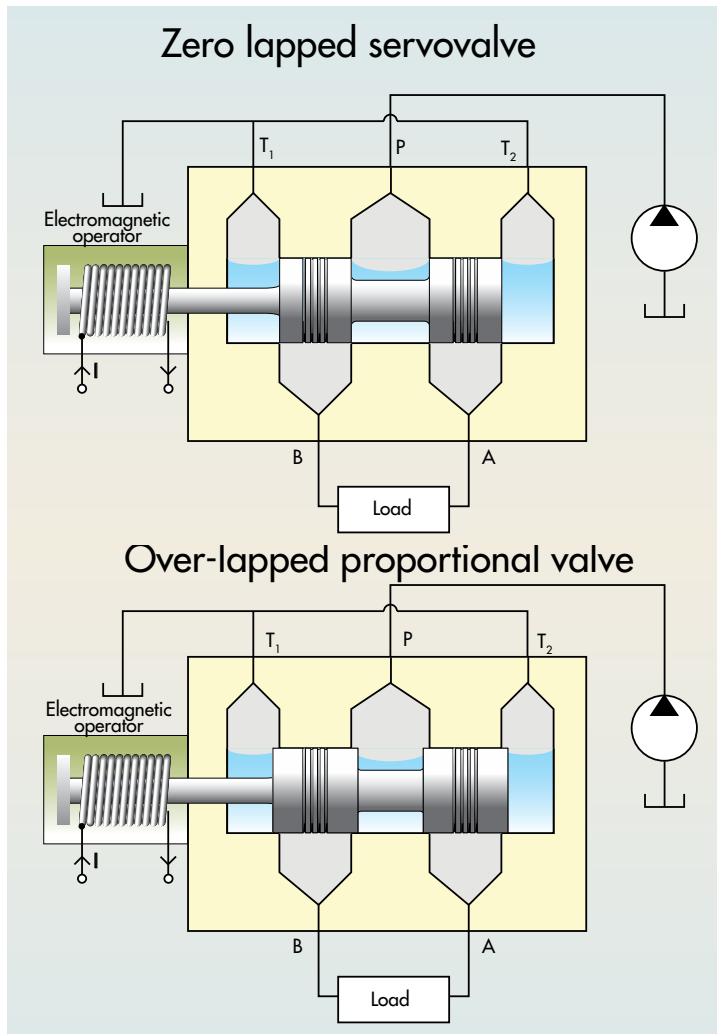 Zero lapped servovalve
T₁
P
T₂
Electromagnetic
operator
I
B
A
Load
Over-lapped proportional valve
T₁
P
T₂
Electromagnetic
operator
I
B
A
Load